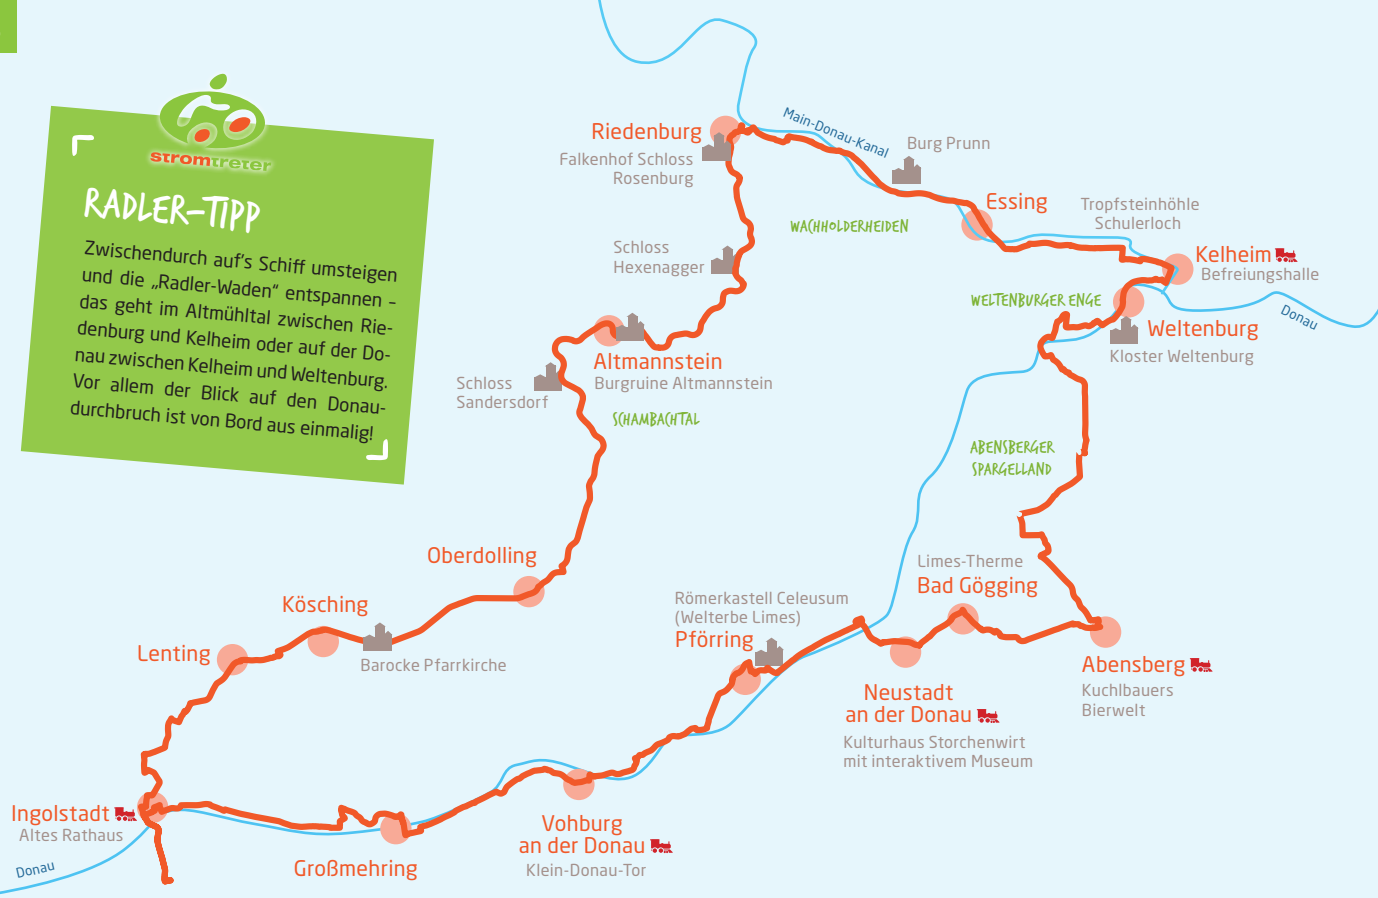 stromtreter
RADLER-TIPP
Zwischendurch auf's Schiff umsteigen
und die „Radler-Waden“ entspannen –
das geht im Altmühltal zwischen Rie-
denburg und Kelheim oder auf der Do-
nau zwischen Kelheim und Weltenburg.
Vor allem der Blick auf den Donau-
durchbruch ist von Bord aus einmalig!
Riedenburg
Falkenhof Schloss
Rosenburg
Main-Donau-Kanal
Burg Prunn
WACHHOLDERHEIDEN
Essing
Tropfsteinhöhle
Schulerloch
Kelheim
Befreiungshalle
Schloss
Hexenagger
WELTENBURGER ENGE
Donau
Weltenburg
Kloster Weltenburg
Altmannstein
Burgruine Altmannstein
Schloss
Sandersdorf
SCHAMBACHTAL
ABENSBERGER
SPARGELLAND
Oberdolling
Limes-Therme
Bad Gögging
Kösching
Römerkastell Celeusum
(Welterbe Limes)
Pförring
Lenting
Barocke Pfarrkirche
Abensberg
Kuchlbauers
Bierwelt
Neustadt
an der Donau
Kulturhaus Storchenwirt
mit interaktivem Museum
Ingolstadt
Altes Rathaus
Vohburg
an der Donau
Klein-Donau-Tor
Großmehring
Donau